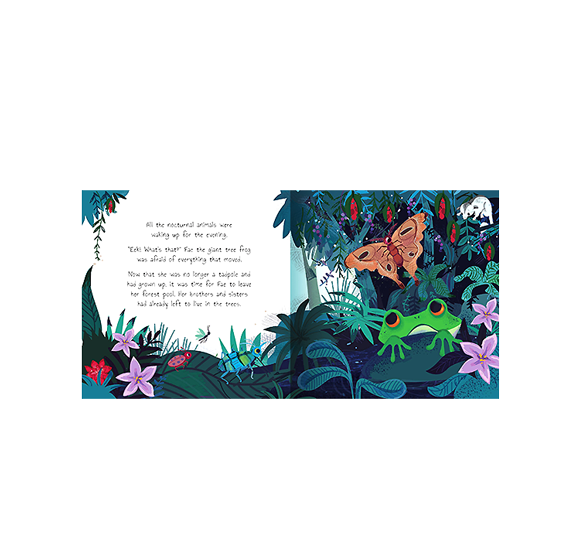 All the nocturnal animals were
waking up for the evening.
"Eek! What's that?" Rae the giant tree frog
was afraid of everything that moved.
Now that she was no longer a tadpole and
had grown up, it was time for Rae to leave
her forest pool. Her brothers and sisters
had already left to live in the trees.